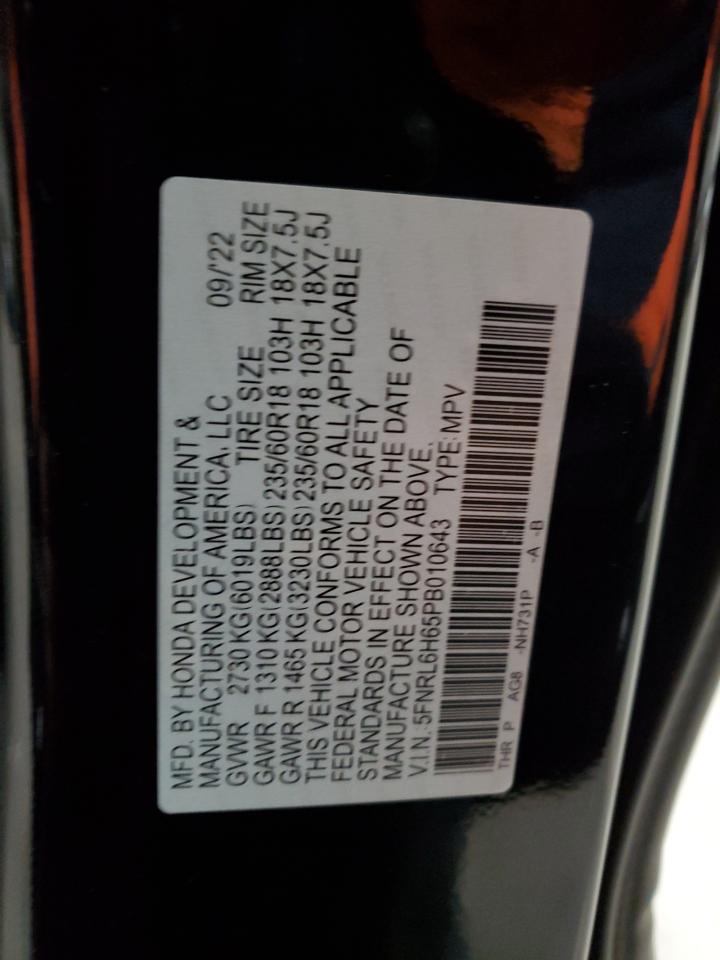 MFD. BY HONDA DEVELOPMENT &
MANUFACTURING OF AMERICA, LLC 09/'22
GVWR 2730 KG(6019LBS) TIRE SIZE RIM SIZE
GAWR F 1310 KG(2888LBS) 235/60R18 103H 18X7.5J
GAWR R 1465 KG(3230LBS) 235/60R18 103H 18X7.5J
THIS VEHICLE CONFORMS TO ALL APPLICABLE
FEDERAL MOTOR VEHICLE SAFETY
STANDARDS IN EFFECT ON THE DATE OF
MANUFACTURE SHOWN ABOVE.
V.I.N.:5FNRL6H65PB010643 TYPE:MPV
THR P AG8 -NH731P -A -B